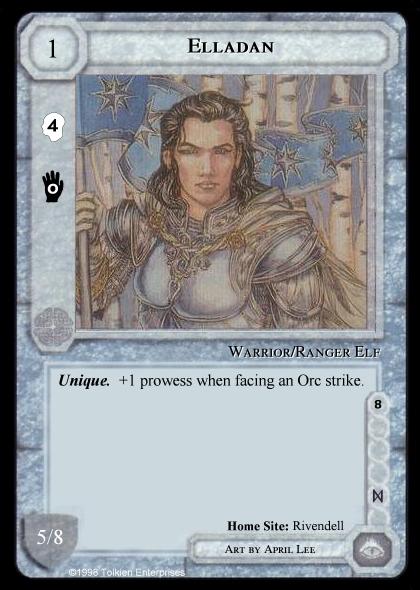 1
Elladan
4
Warrior/Ranger Elf
Unique. +1 prowess when facing an Orc strike.
8
ᛞ
Home Site: Rivendell
5/8
Art by April Lee
©1998 Tolkien Enterprises